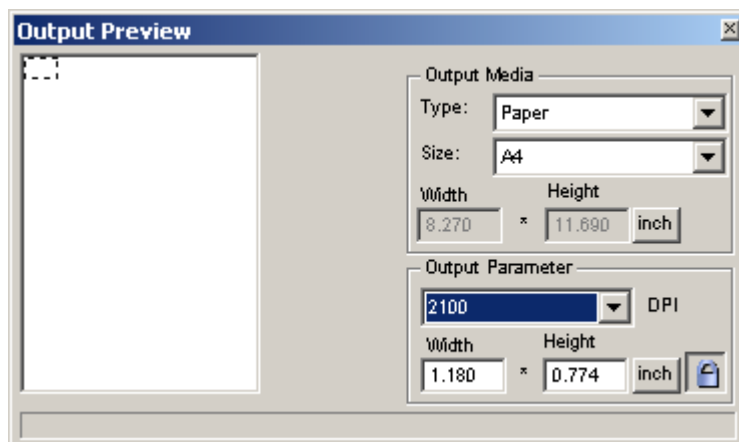 Output Preview
Output Media
Type: Paper
Size: A4
Width Height
8.270 * 11.690 inch
Output Parameter
2100 DPI
Width Height
1.180 * 0.774 inch